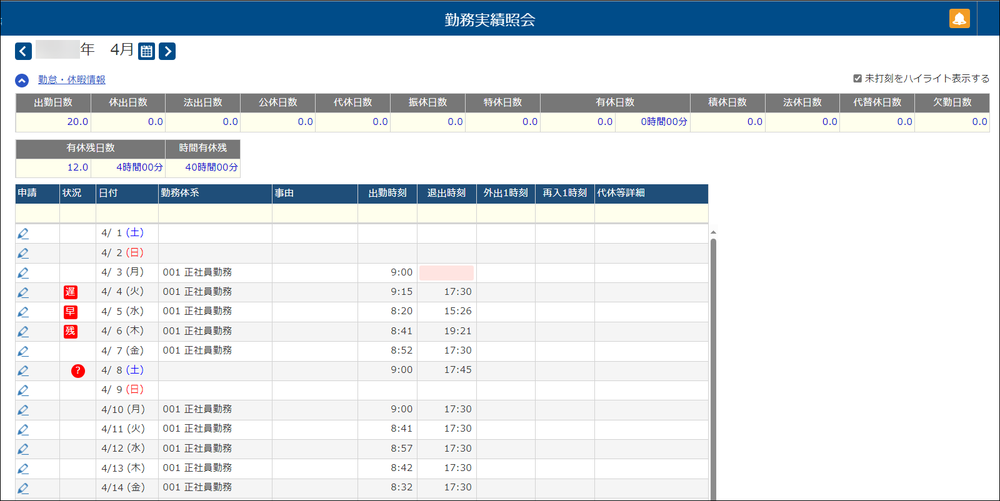 勤務実績照会
年 4月
勤怠・休暇情報
未打刻をハイライト表示する
出勤日数 休出日数 法出日数 公休日数 代休日数 振休日数 特休日数 有休日数 積休日数 法休日数 代替休日数 欠勤日数
20.0 0.0 0.0 0.0 0.0 0.0 0.0 0.0 0時間00分 0.0 0.0 0.0 0.0
有休残日数 時間有休残
12.0 4時間00分 40時間00分
申請 状況 日付 勤務体系 事由 出勤時刻 退出時刻 外出1時刻 再入1時刻 代休等詳細
4/ 1 (土)
4/ 2 (日)
4/ 3 (月) 001 正社員勤務 9:00
遅 4/ 4 (火) 001 正社員勤務 9:15 17:30
早 4/ 5 (水) 001 正社員勤務 8:20 15:26
残 4/ 6 (木) 001 正社員勤務 8:41 19:21
4/ 7 (金) 001 正社員勤務 8:52 17:30
? 4/ 8 (土) 9:00 17:45
4/ 9 (日)
4/10 (月) 001 正社員勤務 9:00 17:30
4/11 (火) 001 正社員勤務 8:41 17:30
4/12 (水) 001 正社員勤務 8:57 17:30
4/13 (木) 001 正社員勤務 8:42 17:30
4/14 (金) 001 正社員勤務 8:32 17:30